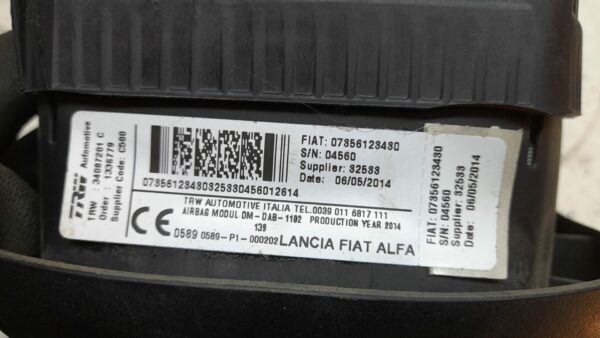 TRW Automotive
TRW : 34087201 C
Order : 1336779
Supplier Code: C500
FIAT: 07356123430
S/N: 04560
Supplier: 32533
Date: 06/05/2014
07356123430325330456012614
TRW AUTOMOTIVE ITALIA TEL.0039 011 6817 111
AIRBAG MODUL DM-DAB-1102 PRODUCTION YEAR 2014
139
CE 0589 0589-P1-000202 LANCIA FIAT ALFA
FIAT: 07356123430
S/N: 04560
Supplier: 32533
Date: 06/05/2014